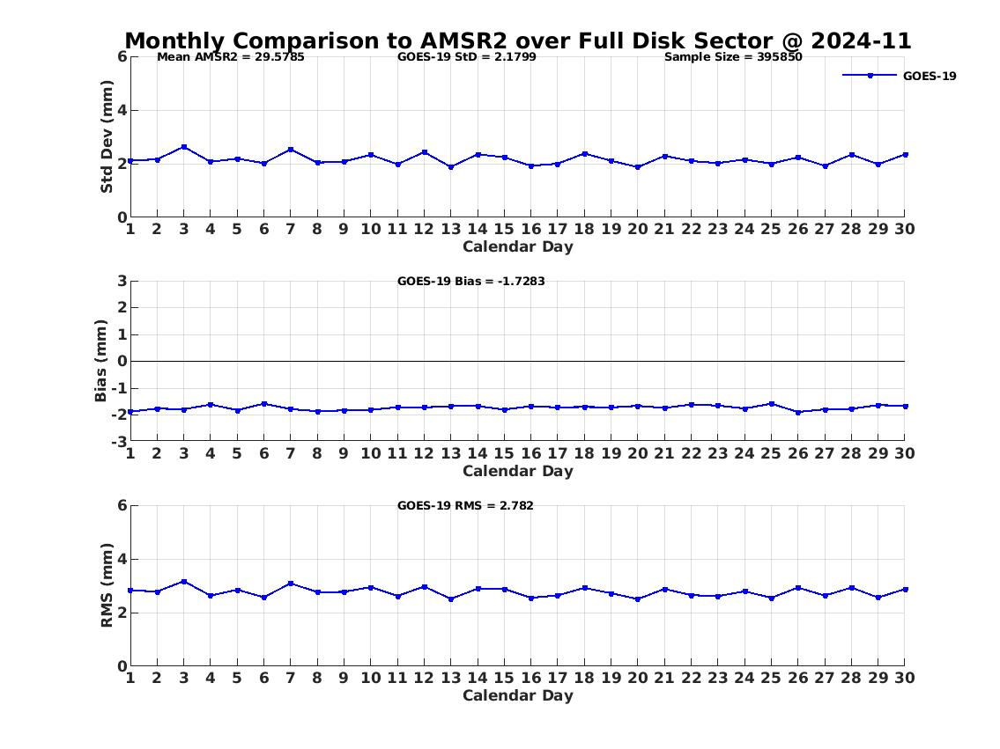 Monthly Comparison to AMSR2 over Full Disk Sector @ 2024-11
Mean AMSR2 = 29.5785 GOES-19 StD = 2.1799 Sample Size = 395850
GOES-19
Std Dev (mm)
6
4
2
0
1 2 3 4 5 6 7 8 9 10 11 12 13 14 15 16 17 18 19 20 21 22 23 24 25 26 27 28 29 30
Calendar Day
GOES-19 Bias = -1.7283
Bias (mm)
3
2
1
0
-1
-2
-3
1 2 3 4 5 6 7 8 9 10 11 12 13 14 15 16 17 18 19 20 21 22 23 24 25 26 27 28 29 30
Calendar Day
GOES-19 RMS = 2.782
RMS (mm)
6
4
2
0
1 2 3 4 5 6 7 8 9 10 11 12 13 14 15 16 17 18 19 20 21 22 23 24 25 26 27 28 29 30
Calendar Day